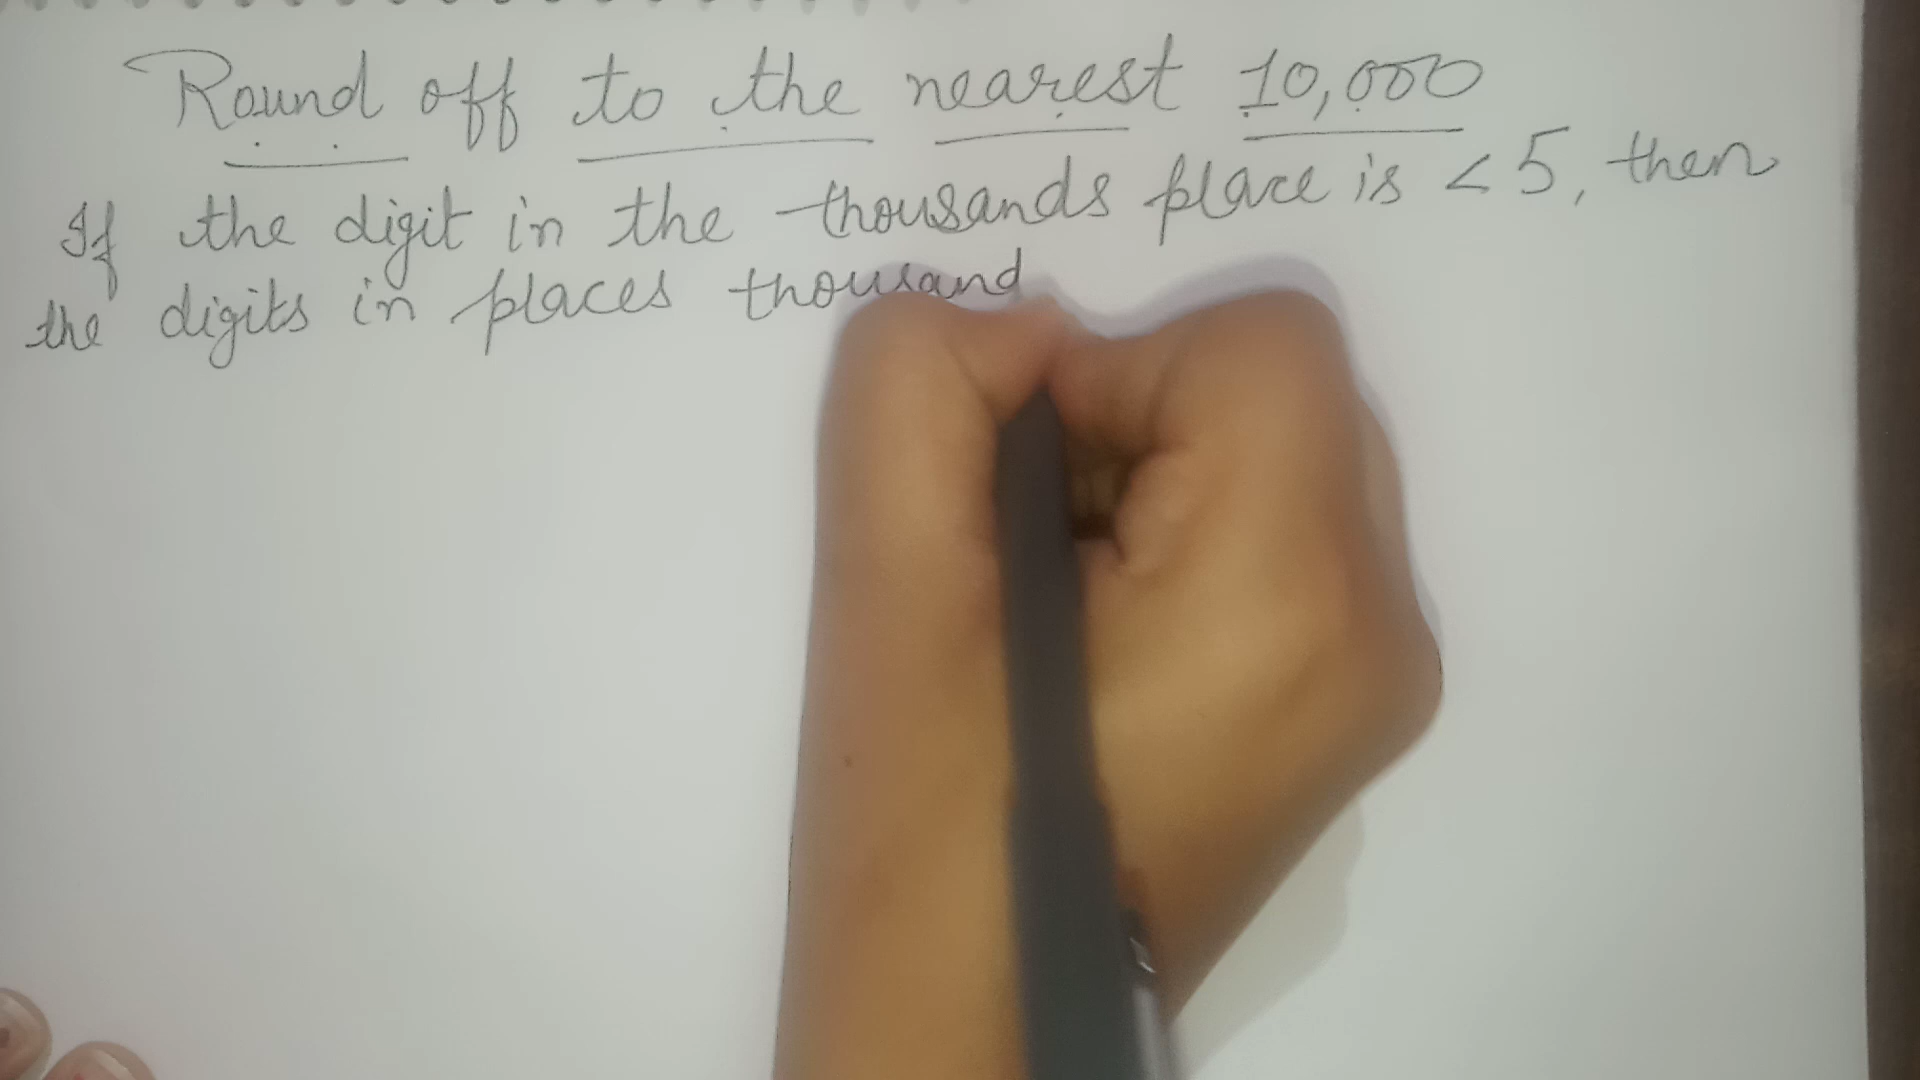 Round off to the nearest 10,000
If the digit in the thousands place is < 5, then
the digits in places thousand